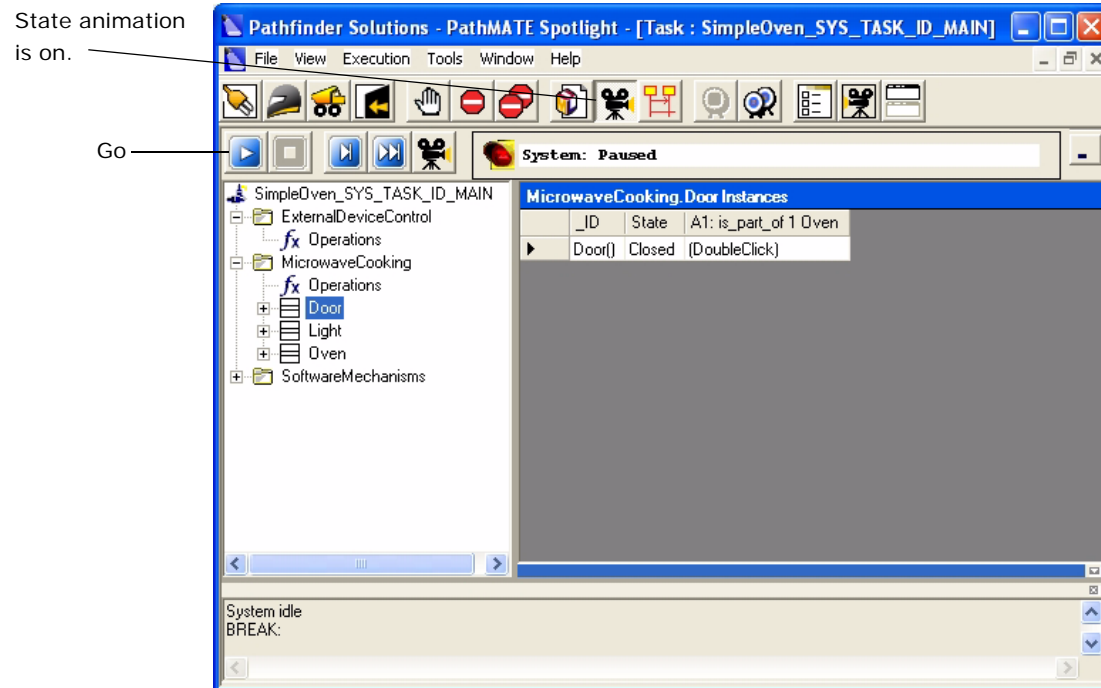 State animation
is on.
Pathfinder Solutions - PathMATE Spotlight - [Task : SimpleOven_SYS_TASK_ID_MAIN]
File View Execution Tools Window Help
Go
System: Paused
SimpleOven_SYS_TASK_ID_MAIN
ExternalDeviceControl
fx Operations
MicrowaveCooking
fx Operations
Door
Light
Oven
SoftwareMechanisms
MicrowaveCooking.Door Instances
_ID State A1: is_part_of 1 Oven
Door() Closed (DoubleClick)
System idle
BREAK: